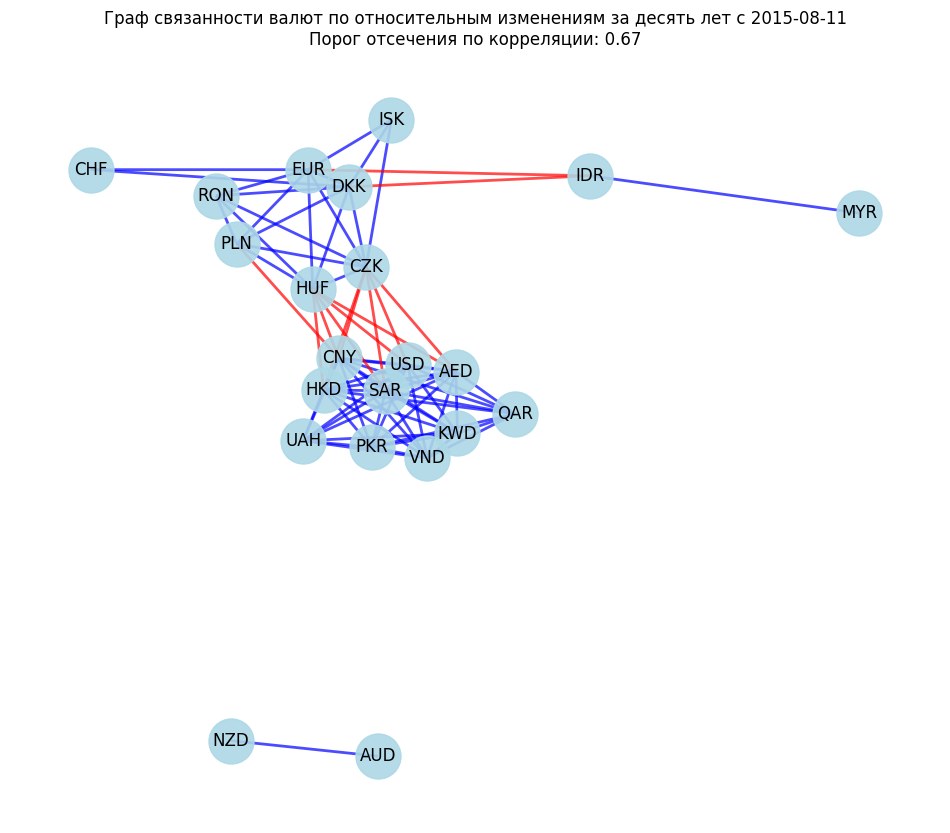 Граф связанности валют по относительным изменениям за десять лет с 2015-08-11
Порог отсечения по корреляции: 0.67
ISK
CHF
EUR
DKK
IDR
RON
MYR
PLN
CZK
HUF
CNY
USD
AED
HKD
SAR
QAR
UAH
PKR
KWD
VND
NZD
AUD